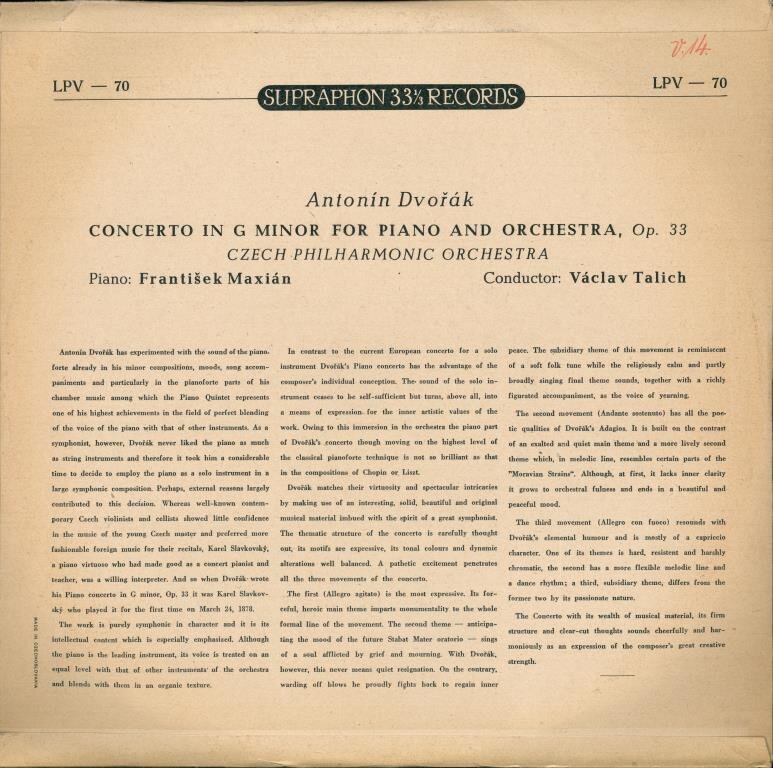 V.14.
LPV — 70
LPV — 70
SUPRAPHON 33⅓ RECORDS
Antonín Dvořák
CONCERTO IN G MINOR FOR PIANO AND ORCHESTRA, Op. 33
CZECH PHILHARMONIC ORCHESTRA
Piano: František Maxián
Conductor: Václav Talich
Antonín Dvořák has experimented with the sound of the piano-
forte already in his minor compositions, moods, song accom-
paniments and particularly in the pianoforte parts of his
chamber music among which the Piano Quintet represents
one of his highest achievements in the field of perfect blending
of the voice of the piano with that of other instruments. As a
symphonist, however, Dvořák never liked the piano as much
as string instruments and therefore it took him a considerable
time to decide to employ the piano as a solo instrument in a
large symphonic composition. Perhaps, external reasons largely
contributed to this decision. Whereas well-known contem-
porary Czech violinists and cellists showed little confidence
in the music of the young Czech master and preferred more
fashionable foreign music for their recitals, Karel Slavkovský,
a piano virtuoso who had made good as a concert pianist and
teacher, was a willing interpreter. And so when Dvořák wrote
his Piano concerto in G minor, Op. 33 it was Karel Slavkov-
ský who played it for the first time on March 24, 1878.
The work is purely symphonic in character and it is its
intellectual content which is especially emphasized. Although
the piano is the leading instrument, its voice is treated on an
equal level with that of other instruments of the orchestra
and blends with them in an organic texture.
In contrast to the current European concerto for a solo
instrument Dvořák's Piano concerto has the advantage of the
composer's individual conception. The sound of the solo in-
strument ceases to be self-sufficient but turns, above all, into
a means of expression for the inner artistic values of the
work. Owing to this immersion in the orchestra the piano part
of Dvořák's concerto though moving on the highest level of
the classical pianoforte technique is not so brilliant as that
in the compositions of Chopin or Liszt.
Dvořák matches their virtuosity and spectacular intricacies
by making use of an interesting, solid, beautiful and original
musical material imbued with the spirit of a great symphonist.
The thematic structure of the concerto is carefully thought
out, its motifs are expressive, its tonal colours and dynamic
alterations well balanced. A pathetic excitement penetrates
all the three movements of the concerto.
The first (Allegro agitato) is the most expressive. Its for-
ceful, heroic main theme imparts monumentality to the whole
formal line of the movement. The second theme — anticipa-
ting the mood of the future Stabat Mater oratorio — sings
of a soul afflicted by grief and mourning. With Dvořák,
however, this never means quiet resignation. On the contrary,
warding off blows he proudly fights back to regain inner
peace. The subsidiary theme of this movement is reminiscent
of a soft folk tune while the religiously calm and partly
broadly singing final theme sounds, together with a richly
figurated accompaniment, as the voice of yearning.
The second movement (Andante sostenuto) has all the poe-
tic qualities of Dvořák's Adagios. It is built on the contrast
of an exalted and quiet main theme and a more lively second
theme which, in melodic line, resembles certain parts of the
"Moravian Strains". Although, at first, it lacks inner clarity
it grows to orchestral fulness and ends in a beautiful and
peaceful mood.
The third movement (Allegro con fuoco) resounds with
Dvořák's elemental humour and is mostly of a capriccio
character. One of its themes is hard, resistent and harshly
chromatic, the second has a more flexible melodic line and
a dance rhythm; a third, subsidiary theme, differs from the
former two by its passionate nature.
The Concerto with its wealth of musical material, its firm
structure and clear-cut thoughts sounds cheerfully and har-
moniously as an expression of the composer's great creative
strength.
MADE IN CZECHOSLOVAKIA